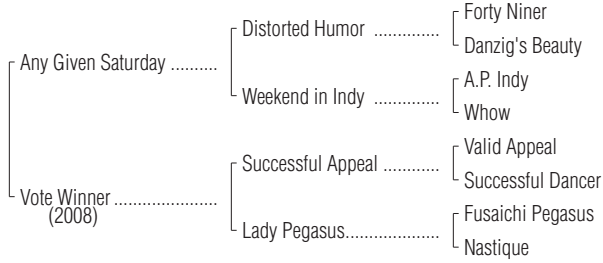 Forty Niner
Distorted Humor ..............
Danzig's Beauty
Any Given Saturday ..........
A.P. Indy
Weekend in Indy ..............
Whow
Valid Appeal
Successful Appeal ............
Successful Dancer
Vote Winner ......................
(2008)
Fusaichi Pegasus
Lady Pegasus....................
Nastique